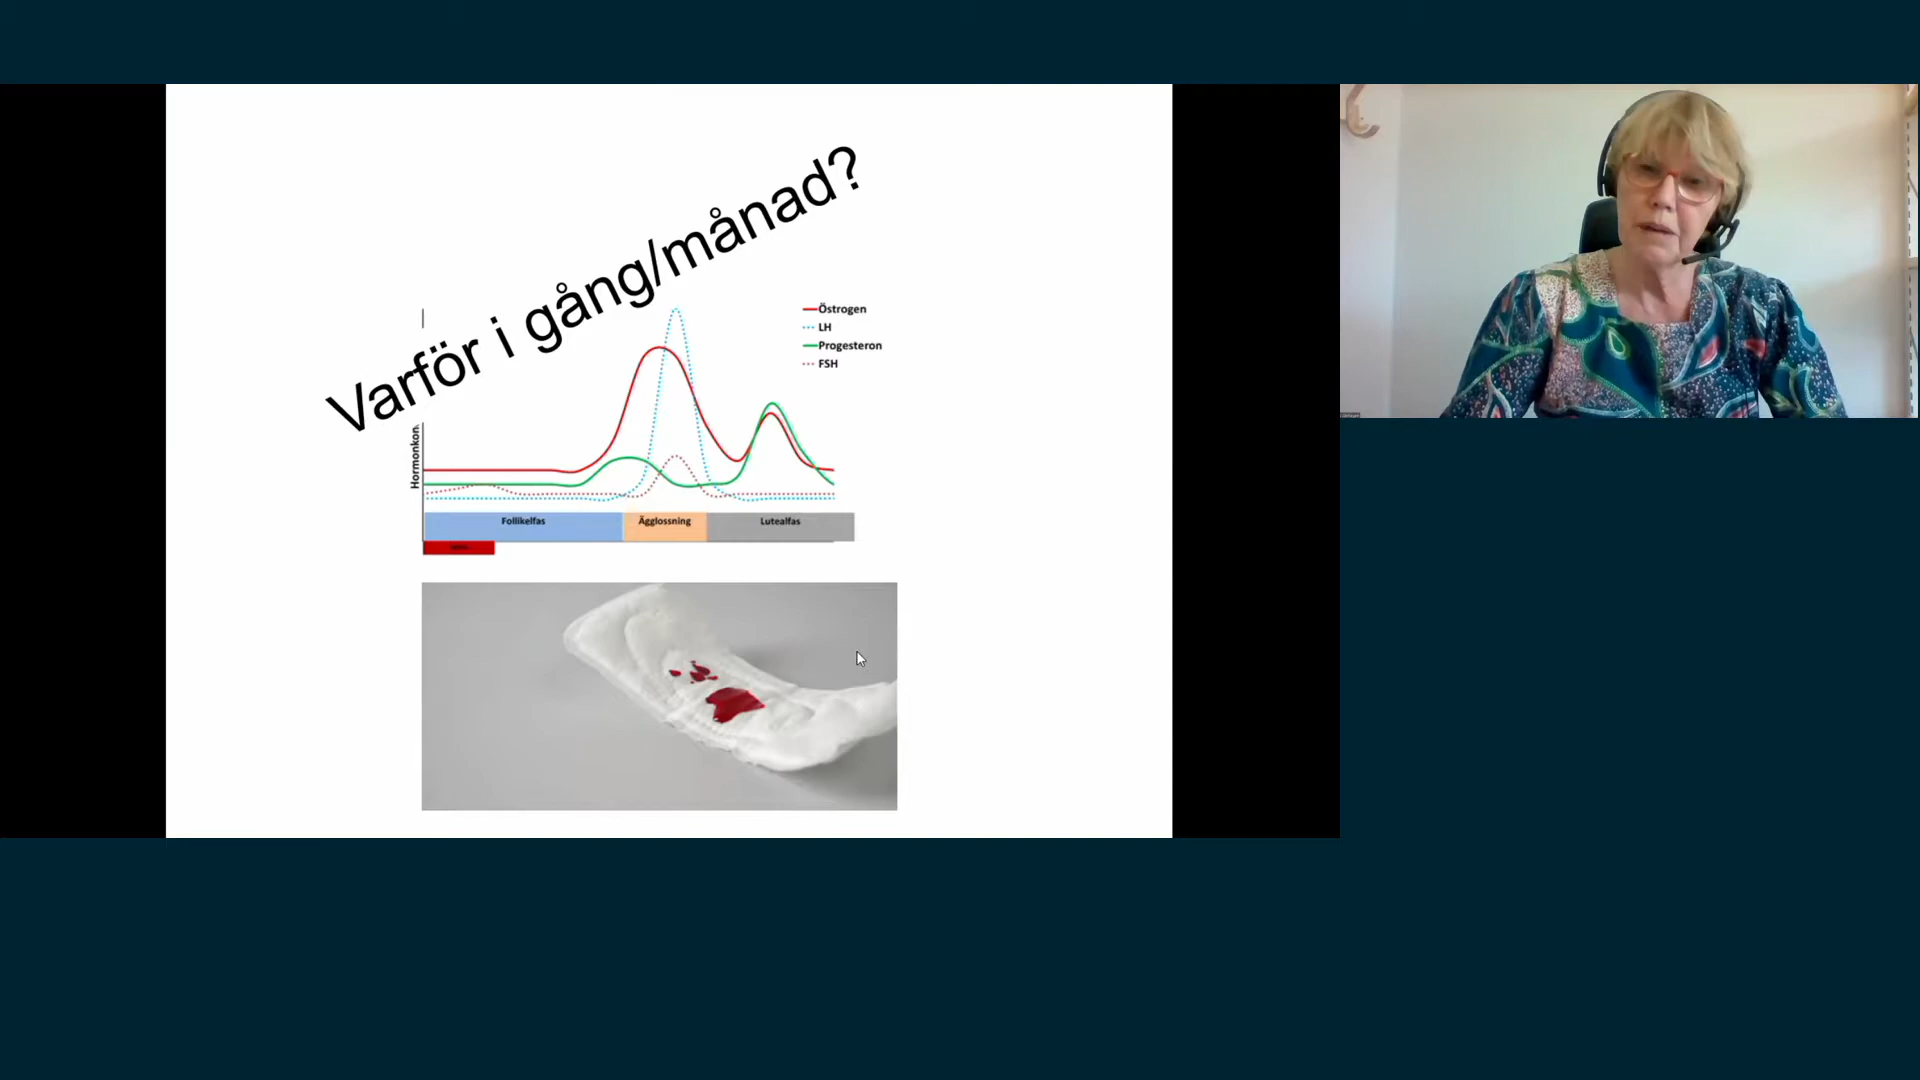 Varför i gång/månad?
Östrogen
LH
Progesteron
FSH
Hormonkon
Follikelfas
Ägglossning
Lutealfas